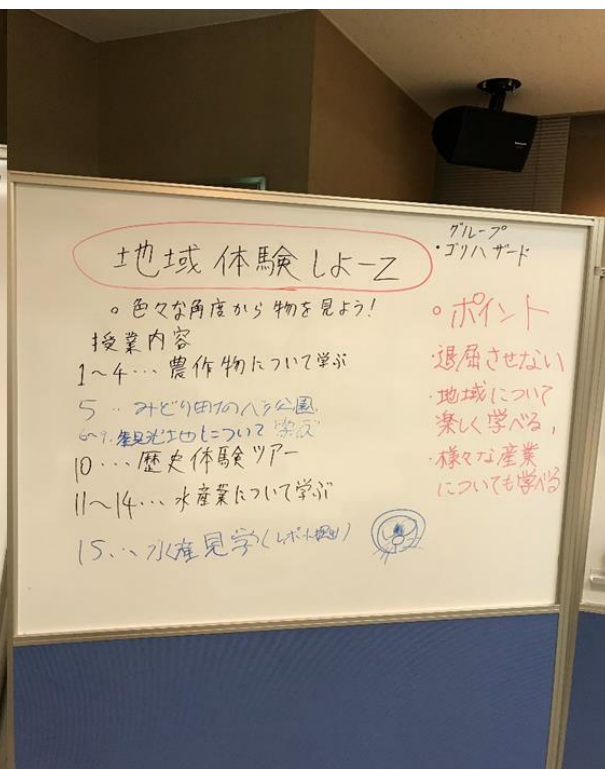 地域体験しよーZ
グループ
・ゴリハザード
○色々な角度から物を見よう!
授業内容
1～4…農作物について学ぶ
5‥みどり町のバラ公園
6～9.観光地について学ぶ
10…歴史体験ツアー
11～14…水産業について学ぶ
15…水産見学(レポート提出)
○ポイント
・退屈させない
・地域について
楽しく学べる,
・様々な産業
についても学べる